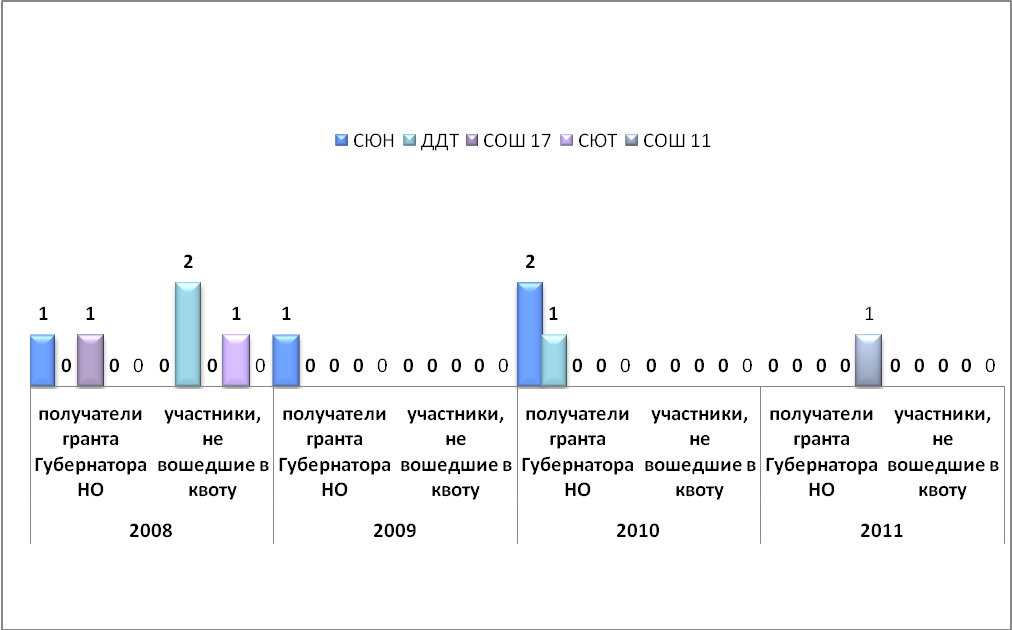 СЮН ДДТ СОШ 17 СЮТ СОШ 11
2
2
1 1 1 1 1 1
0 0 0 0 0 0 0 0 0 0 0 0 0 0 0 0 0 0 0 0 0 0 0 0 0 0 0 0 0 0 0 0
получатели участники, получатели участники, получатели участники, получатели участники,
гранта не гранта не гранта не гранта не
Губернатора вошедшие в Губернатора вошедшие в Губернатора вошедшие в Губернатора вошедшие в
НО квоту НО квоту НО квоту НО квоту
2008 2009 2010 2011